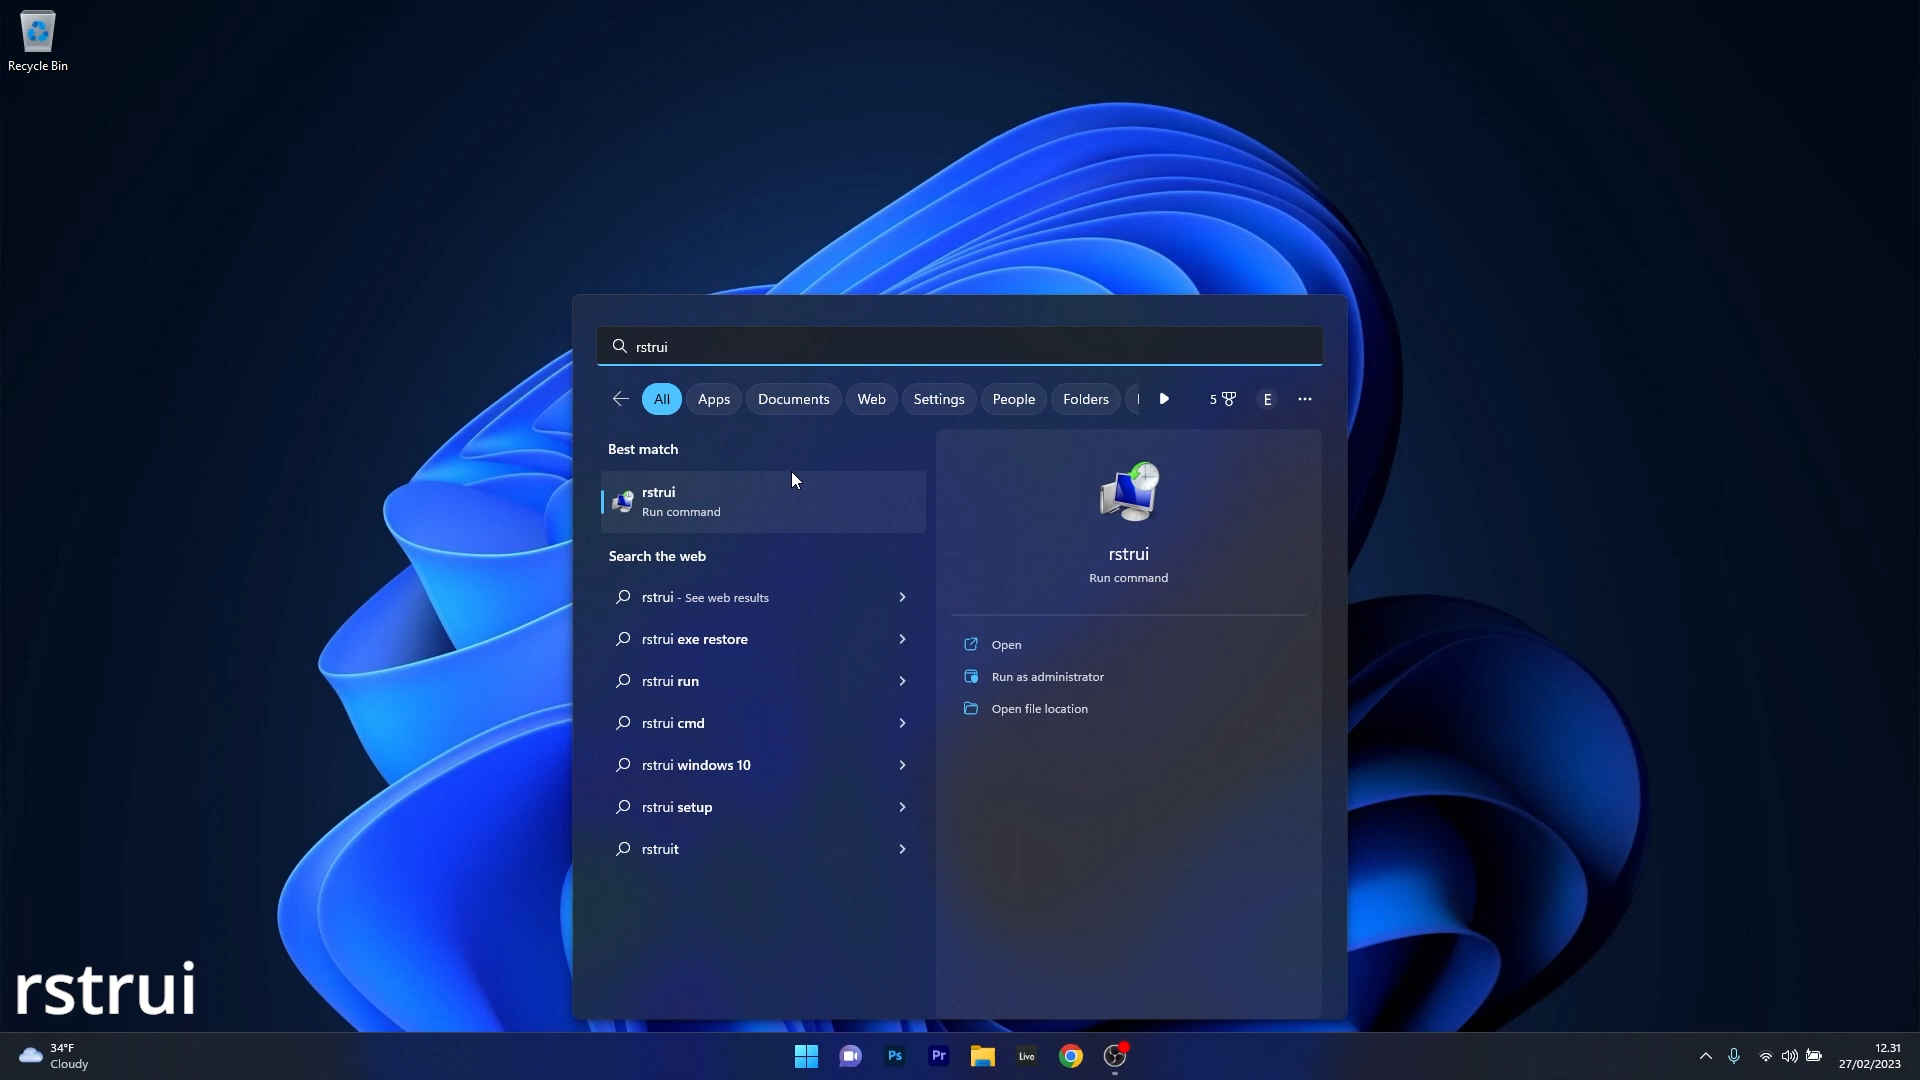 Recycle Bin
rstrui
All
Apps
Documents
Web
Settings
People
Folders
5
E
Best match
rstrui
Run command
Search the web
rstrui - See web results
rstrui exe restore
rstrui run
rstrui cmd
rstrui windows 10
rstrui setup
rstruit
rstrui
Run command
Open
Run as administrator
Open file location
rstrui
34°F
Cloudy
Ps
Pr
Live
12.31
27/02/2023